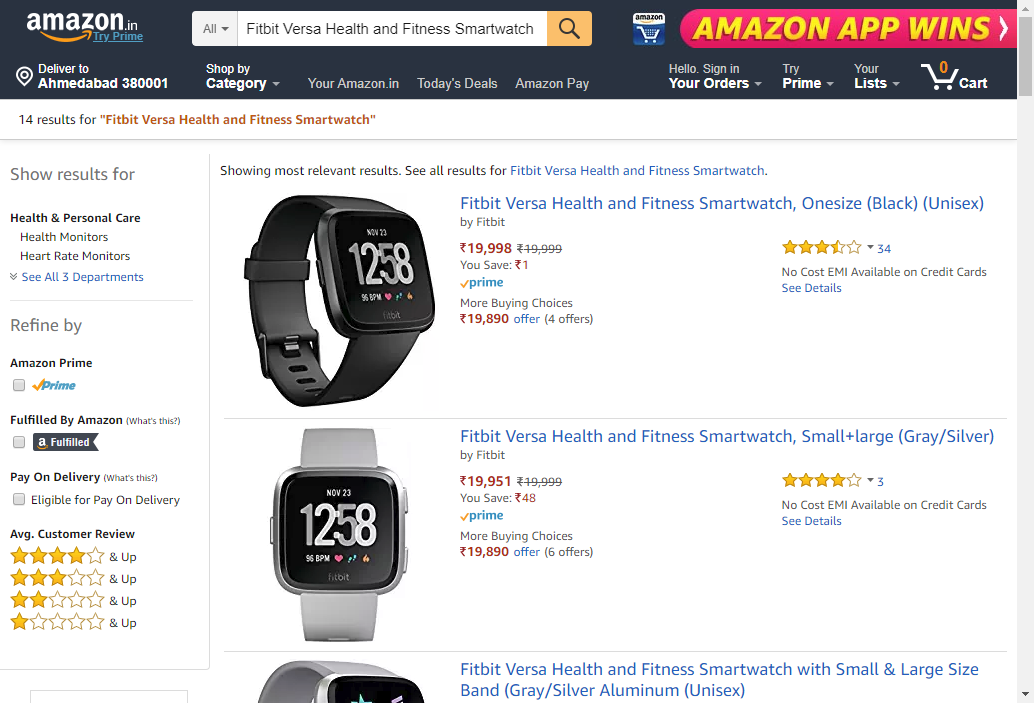 amazon.in
Try Prime
All
Fitbit Versa Health and Fitness Smartwatch
amazon
AMAZON APP WINS
Deliver to
Ahmedabad 380001
Shop by
Category
Your Amazon.in
Today's Deals
Amazon Pay
Hello. Sign in
Your Orders
Try
Prime
Your
Lists
0
Cart
14 results for "Fitbit Versa Health and Fitness Smartwatch"
Show results for
Health & Personal Care
Health Monitors
Heart Rate Monitors
See All 3 Departments
Refine by
Amazon Prime
Prime
Fulfilled By Amazon (What's this?)
a Fulfilled
Pay On Delivery (What's this?)
Eligible for Pay On Delivery
Avg. Customer Review
& Up
& Up
& Up
& Up
Showing most relevant results. See all results for Fitbit Versa Health and Fitness Smartwatch.
NOV 23
12:58
96 BPM
fitbit
Fitbit Versa Health and Fitness Smartwatch, Onesize (Black) (Unisex)
by Fitbit
₹19,998 ₹19,999
You Save: ₹1
prime
More Buying Choices
₹19,890 offer (4 offers)
34
No Cost EMI Available on Credit Cards
See Details
NOV 23
12:58
96 BPM
fitbit
Fitbit Versa Health and Fitness Smartwatch, Small+large (Gray/Silver)
by Fitbit
₹19,951 ₹19,999
You Save: ₹48
prime
More Buying Choices
₹19,890 offer (6 offers)
3
No Cost EMI Available on Credit Cards
See Details
Fitbit Versa Health and Fitness Smartwatch with Small & Large Size
Band (Gray/Silver Aluminum (Unisex)